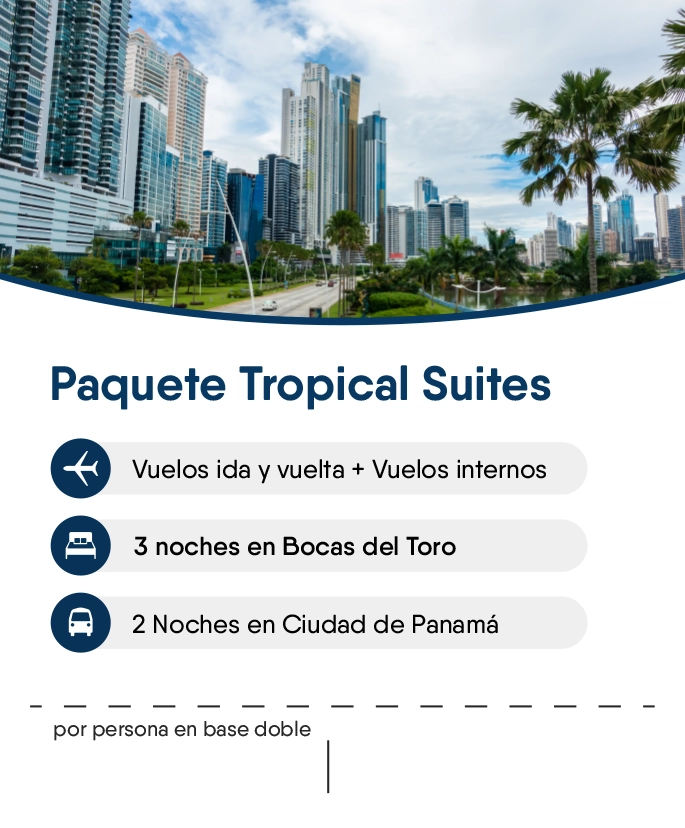 Paquete Tropical Suites
Vuelos ida y vuelta + Vuelos internos
3 noches en Bocas del Toro
2 Noches en Ciudad de Panamá
por persona en base doble